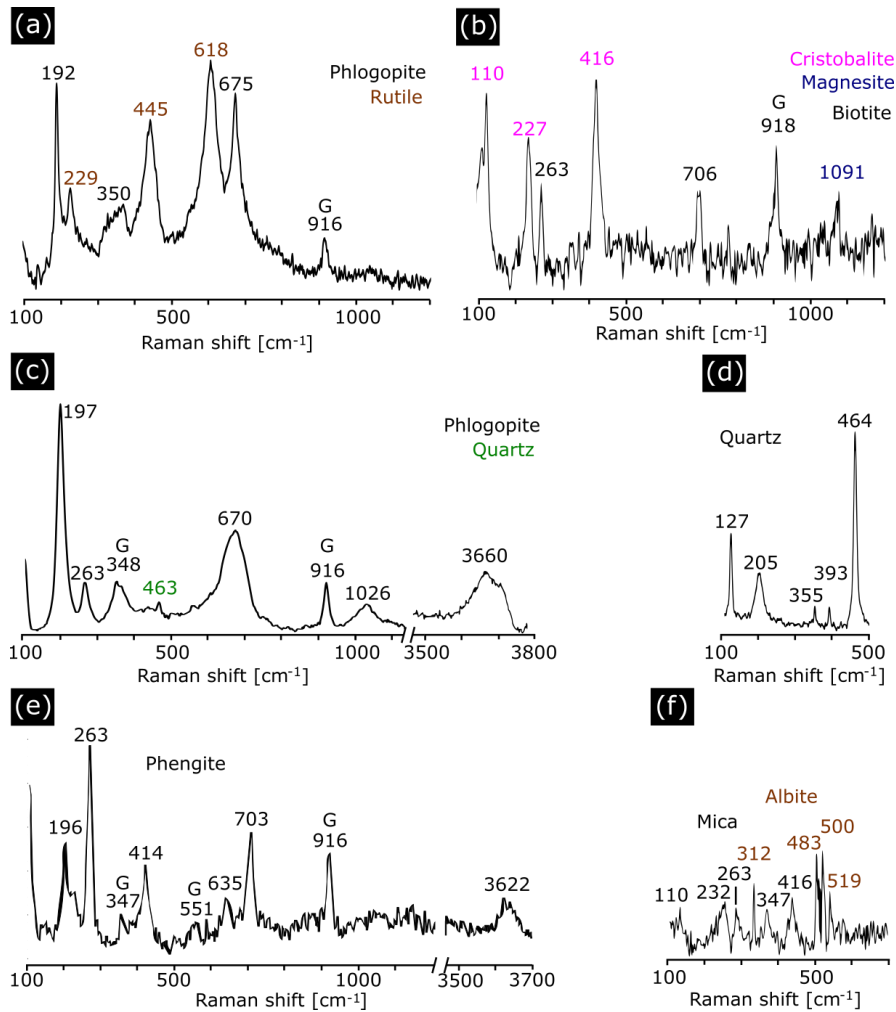 (a)
618
192
Phlogopite
Rutile
675
445
229
350
G
916
100
500
1000
Raman shift [cm-1]
(b)
416
Cristobalite
Magnesite
110
Biotite
G
918
227
263
706
1091
100
500
1000
Raman shift [cm-1]
(c)
197
Phlogopite
Quartz
670
G
348
263
463
G
916
1026
3660
100
500
1000
3500
3800
Raman shift [cm-1]
(d)
464
Quartz
127
205
393
355
100
500
Raman shift [cm-1]
(e)
263
Phengite
196
703
G
916
414
G
347
G
551
635
3622
100
500
1000
3500
3700
Raman shift [cm-1]
(f)
Albite
Mica
500
483
312
519
110
232
263
347
416
100
500
Raman shift [cm-1]